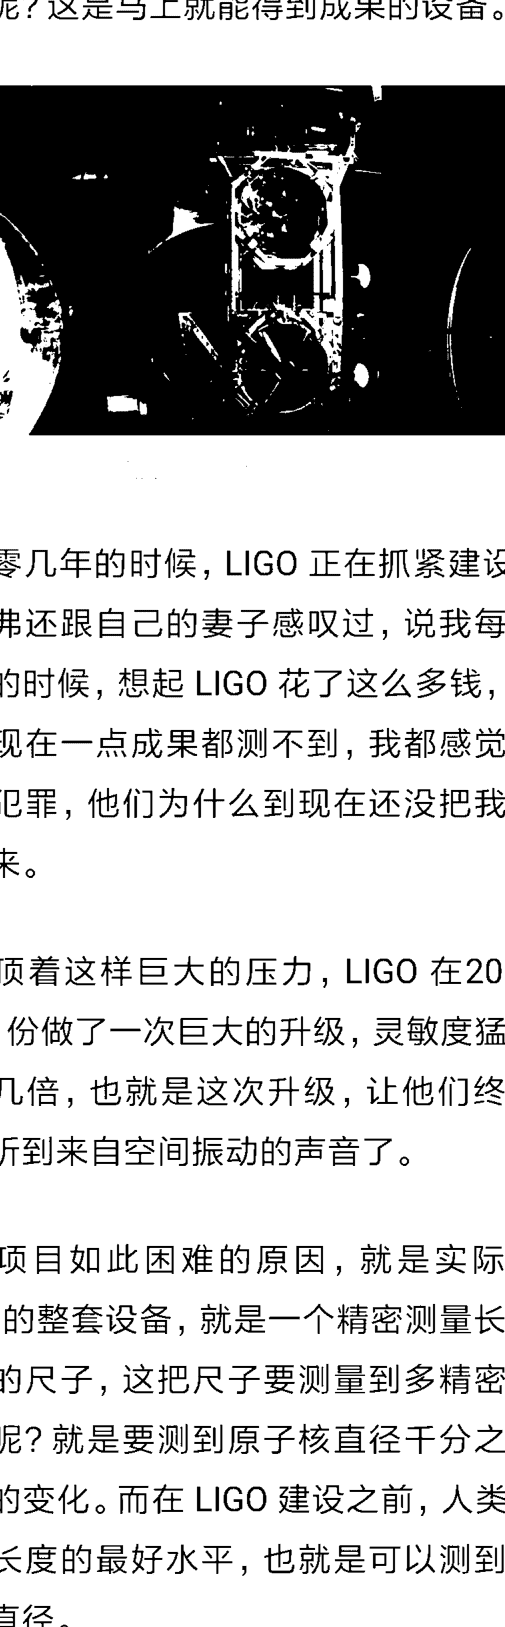 呢？这是马上就能得到成果的设备。
零几年的时候，LIGO 正在抓紧建设
弗还跟自己的妻子感叹过，说我每
的时候，想起 LIGO 花了这么多钱，
现在一点成果都测不到，我都感觉
犯罪，他们为什么到现在还没把我
来。
顶着这样巨大的压力，LIGO 在20
份做了一次巨大的升级，灵敏度猛
几倍，也就是这次升级，让他们终
听到来自空间振动的声音了。
项目如此困难的原因，就是实际
的整套设备，就是一个精密测量长
的尺子，这把尺子要测量到多精密
呢？就是要测到原子核直径千分之
的变化。而在 LIGO 建设之前，人类
长度的最好水平，也就是可以测到
直径。